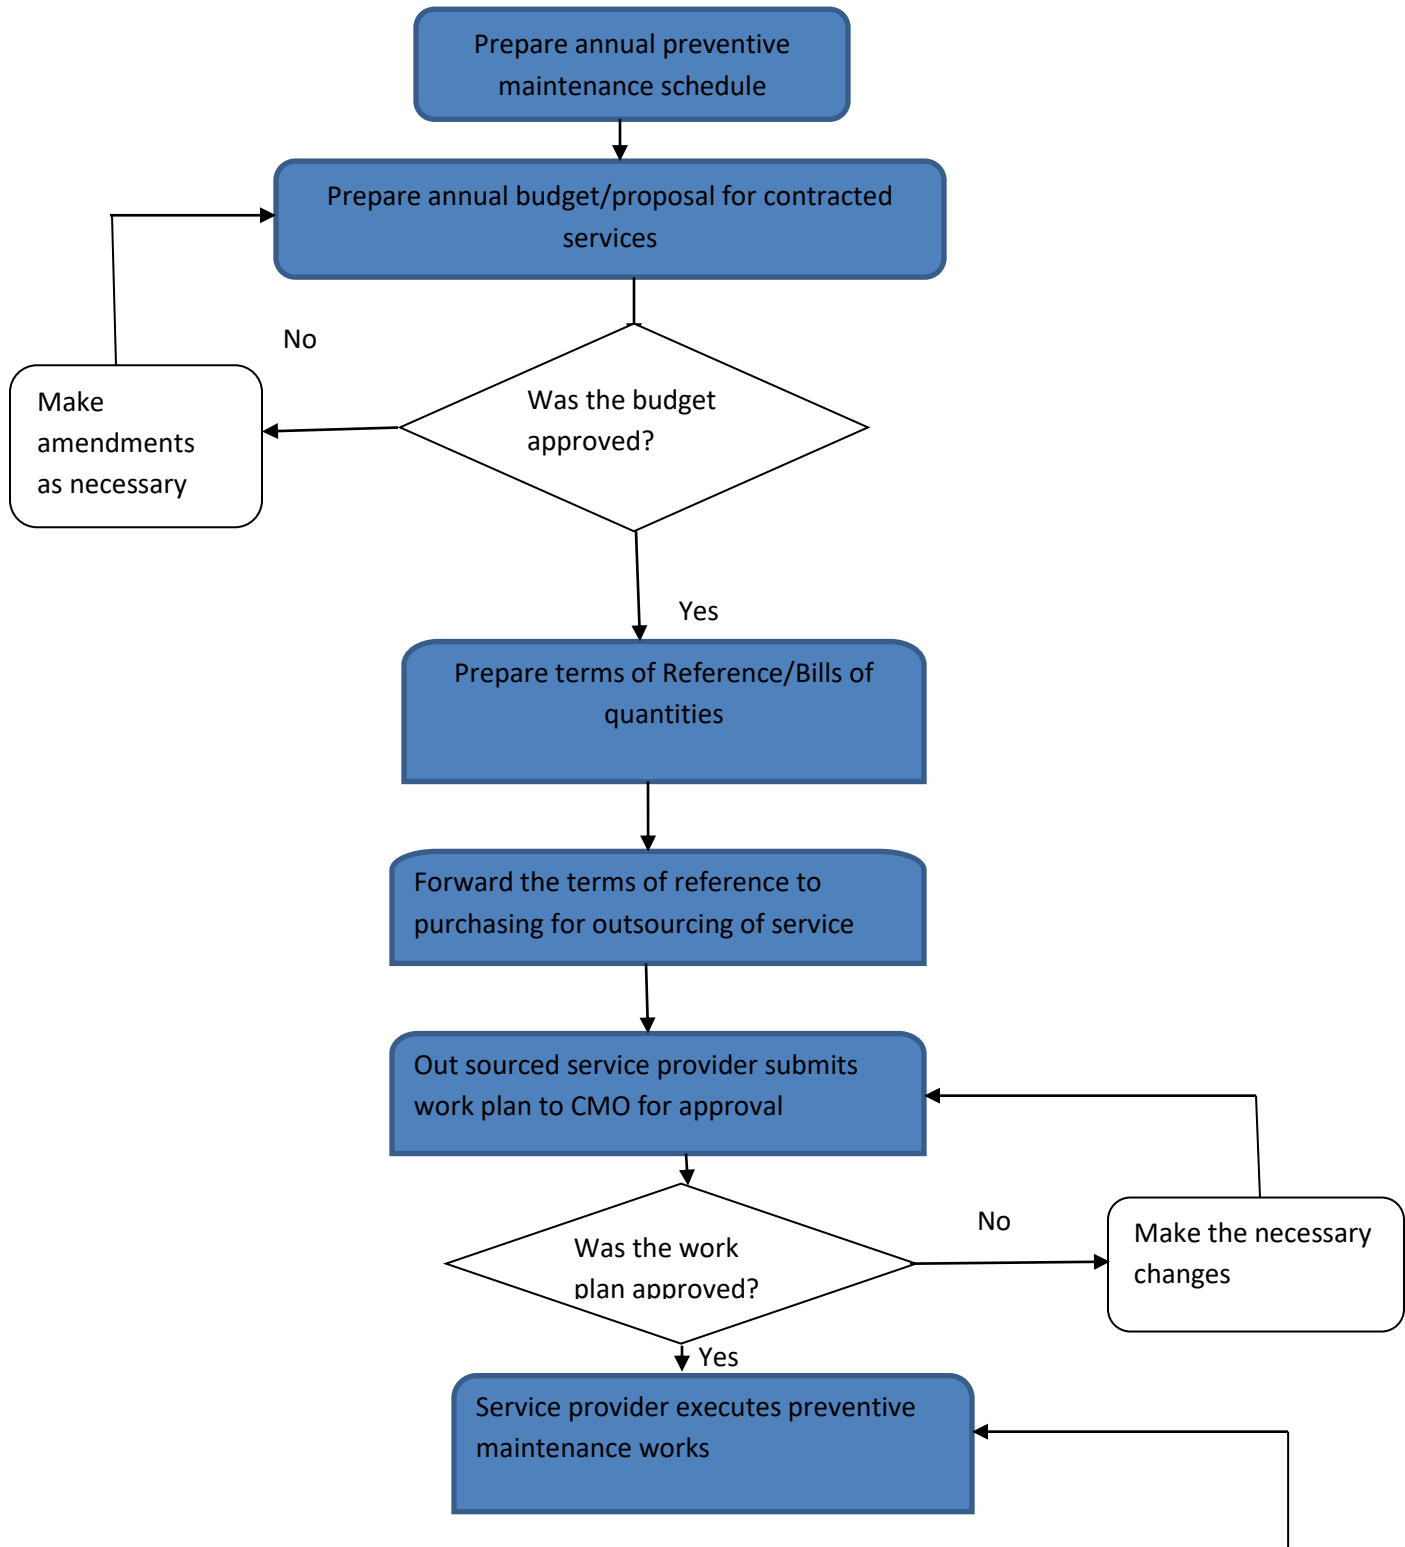 Prepare annual preventive
maintenance schedule
Prepare annual budget/proposal for contracted
services
No
Make
amendments
as necessary
Was the budget
approved?
Yes
Prepare terms of Reference/Bills of
quantities
Forward the terms of reference to
purchasing for outsourcing of service
Out sourced service provider submits
work plan to CMO for approval
No
Make the necessary
changes
Was the work
plan approved?
Yes
Service provider executes preventive
maintenance works